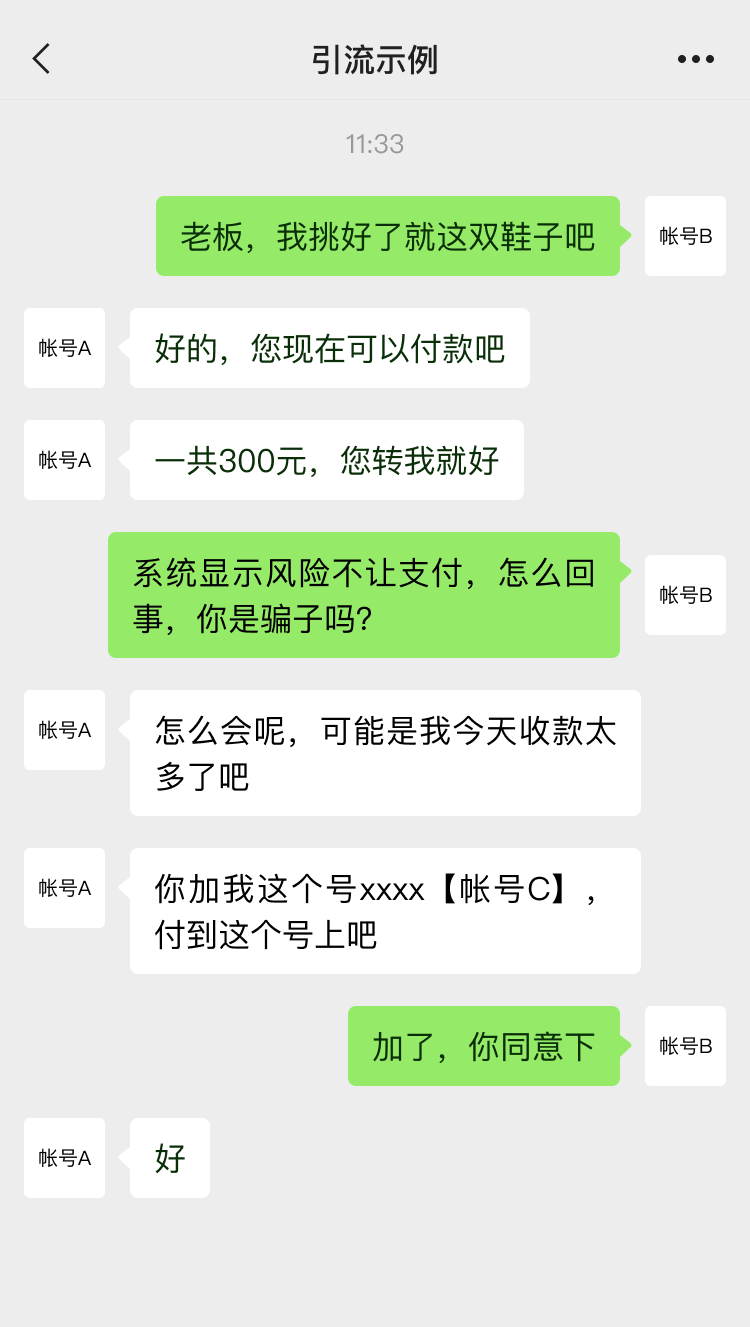 引流示例
11:33
老板，我挑好了就这双鞋子吧
帐号B
帐号A
好的，您现在可以付款吧
帐号A
一共300元，您转我就好
系统显示风险不让支付，怎么回
事，你是骗子吗？
帐号B
帐号A
怎么会呢，可能是我今天收款太
多了吧
帐号A
你加我这个号xxxx【帐号C】，
付到这个号上吧
加了，你同意下
帐号B
帐号A
好